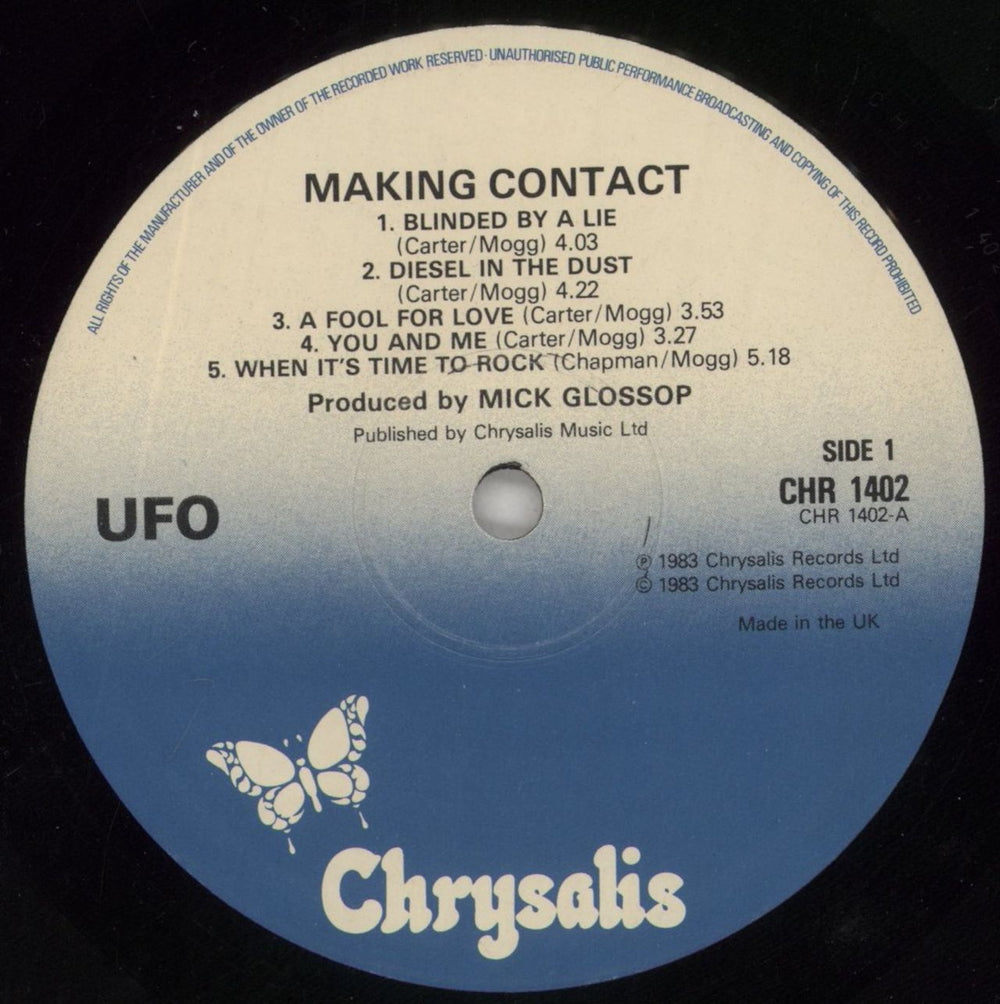 ALL RIGHTS OF THE MANUFACTURER AND OF THE OWNER OF THE RECORDED WORK RESERVED · UNAUTHORISED PUBLIC PERFORMANCE BROADCASTING AND COPYING OF THIS RECORD PROHIBITED
MAKING CONTACT
1. BLINDED BY A LIE
(Carter/Mogg) 4.03
2. DIESEL IN THE DUST
(Carter/Mogg) 4.22
3. A FOOL FOR LOVE (Carter/Mogg) 3.53
4. YOU AND ME (Carter/Mogg) 3.27
5. WHEN IT'S TIME TO ROCK (Chapman/Mogg) 5.18
Produced by MICK GLOSSOP
Published by Chrysalis Music Ltd
SIDE 1
CHR 1402
CHR 1402-A
UFO
℗ 1983 Chrysalis Records Ltd
© 1983 Chrysalis Records Ltd
Made in the UK
Chrysalis